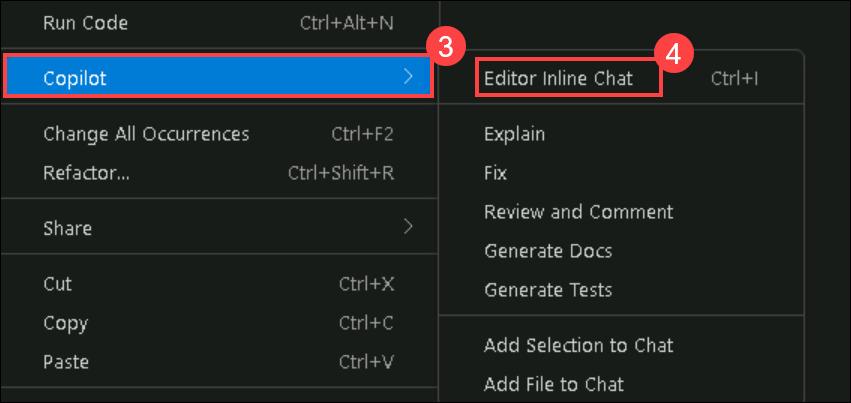 Run Code Ctrl+Alt+N
3
Copilot
4
Editor Inline Chat Ctrl+I
Change All Occurrences Ctrl+F2
Refactor... Ctrl+Shift+R
Share
Cut Ctrl+X
Copy Ctrl+C
Paste Ctrl+V
Explain
Fix
Review and Comment
Generate Docs
Generate Tests
Add Selection to Chat
Add File to Chat